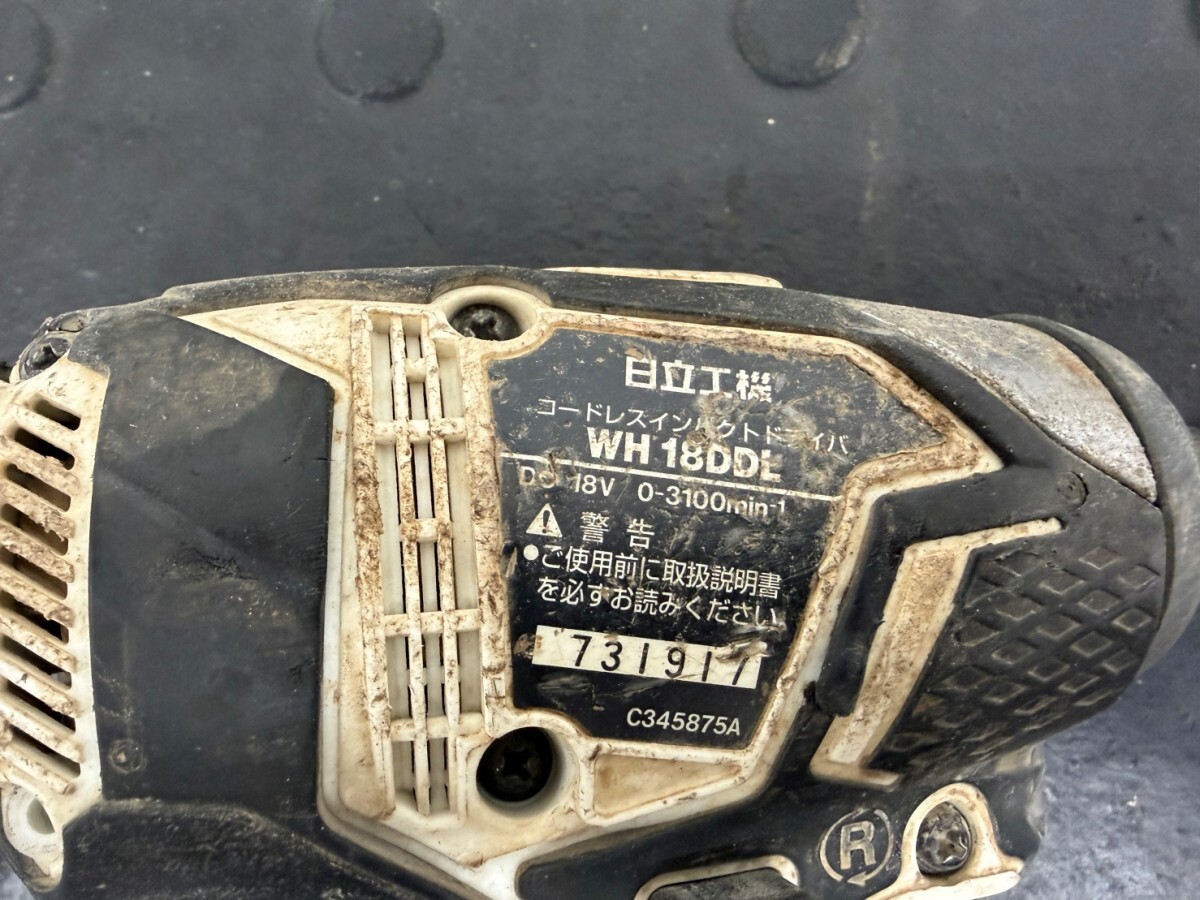 日立工機
コードレスインパクトドライバ
WH 18DDL
DC 18V 0-3100min-1
警告
●ご使用前に取扱説明書
を必ずお読みください。
731917
C345875A
R